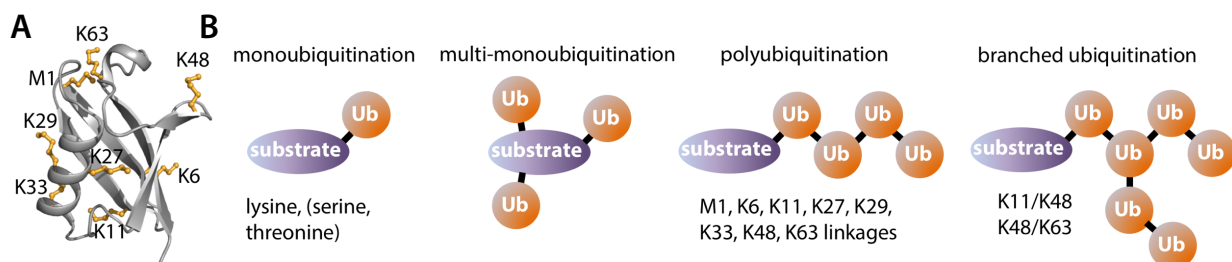 A
K63
K48
M1
K29
K27
K6
K33
K11
B
monoubiquitination
Ub
substrate
lysine, (serine,
threonine)
multi-monoubiquitination
Ub
Ub
substrate
Ub
polyubiquitination
Ub
Ub
substrate
Ub
Ub
M1, K6, K11, K27, K29,
K33, K48, K63 linkages
branched ubiquitination
Ub
Ub
substrate
Ub
Ub
K11/K48
K48/K63
Ub
Ub